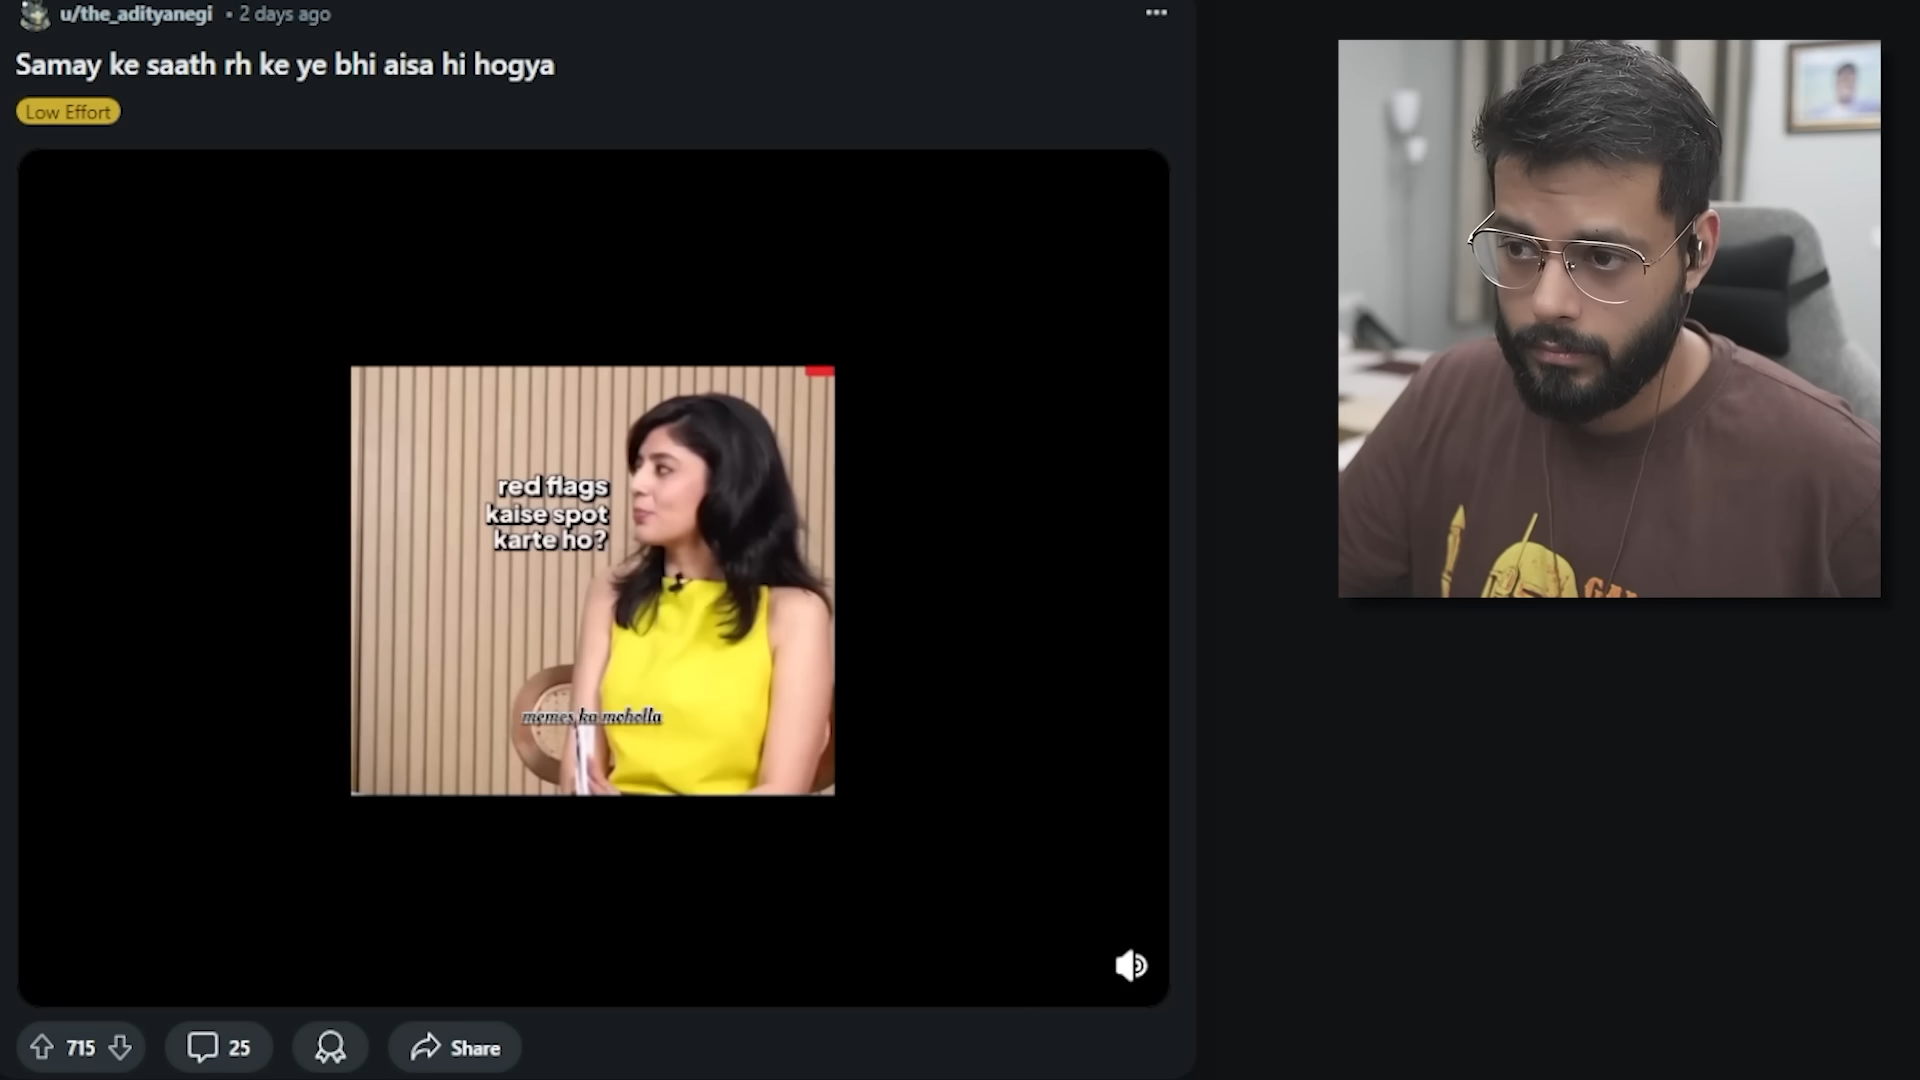 u/the_adityanegi • 2 days ago
Samay ke saath rh ke ye bhi aisa hi hogya
Low Effort
red flags
kaise spot
karte ho?
memes ka moholla
715
25
Share